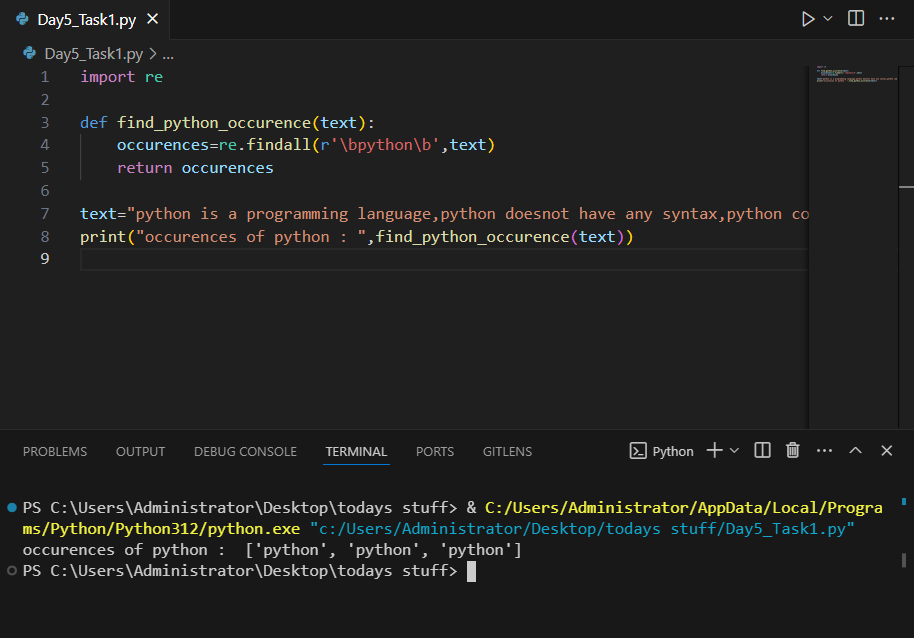 Day5_Task1.py
Day5_Task1.py > ...
1 import re
2
3 def find_python_occurence(text):
4     occurences=re.findall(r'\bpython\b',text)
5     return occurences
6
7 text="python is a programming language,python doesnot have any syntax,python co
8 print("occurences of python : ",find_python_occurence(text))
9
PROBLEMS OUTPUT DEBUG CONSOLE TERMINAL PORTS GITLENS Python
PS C:\Users\Administrator\Desktop\todays stuff> & C:/Users/Administrator/AppData/Local/Progra
ms/Python/Python312/python.exe "c:/Users/Administrator/Desktop/todays stuff/Day5_Task1.py"
occurences of python :  ['python', 'python', 'python']
PS C:\Users\Administrator\Desktop\todays stuff>